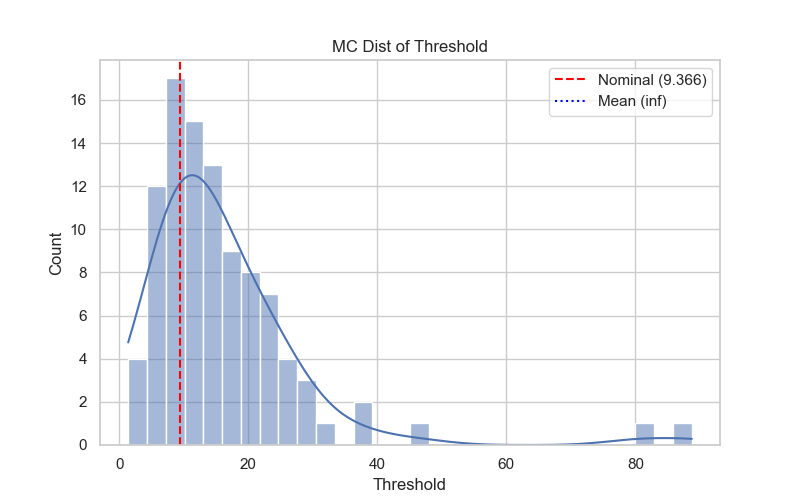 MC Dist of Threshold
Nominal (9.366)
Mean (inf)
16
14
12
10
8
6
4
2
0
Count
0 20 40 60 80
Threshold